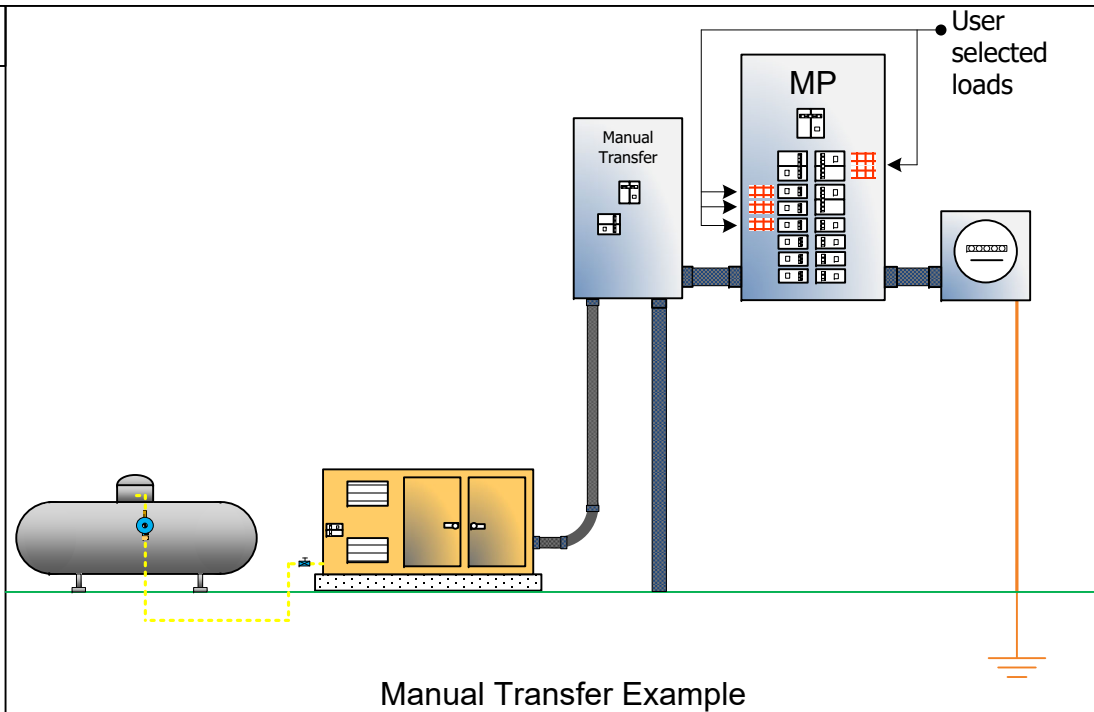 User
selected
loads
MP
Manual
Transfer
Manual Transfer Example